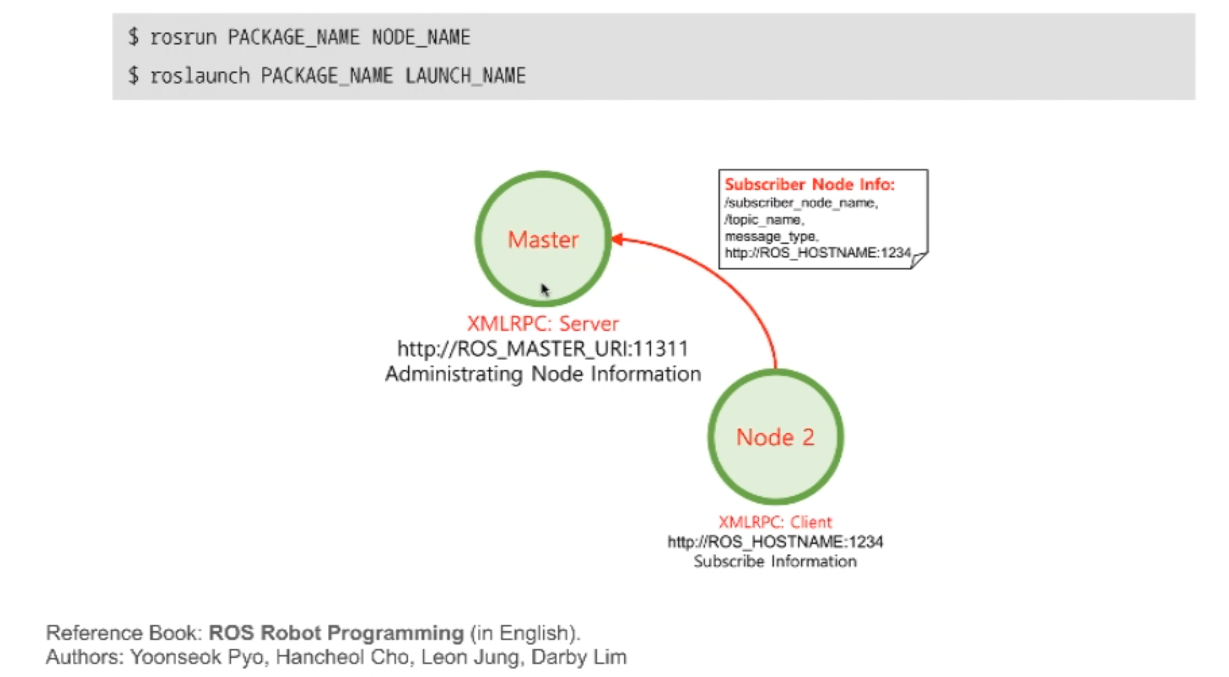 $ rosrun PACKAGE_NAME NODE_NAME
$ roslaunch PACKAGE_NAME LAUNCH_NAME
Subscriber Node Info:
/subscriber_node_name,
/topic_name,
message_type,
http://ROS_HOSTNAME:1234
Master
XMLRPC: Server
http://ROS_MASTER_URI:11311
Administrating Node Information
Node 2
XMLRPC: Client
http://ROS_HOSTNAME:1234
Subscribe Information
Reference Book: ROS Robot Programming (in English).
Authors: Yoonseok Pyo, Hancheol Cho, Leon Jung, Darby Lim